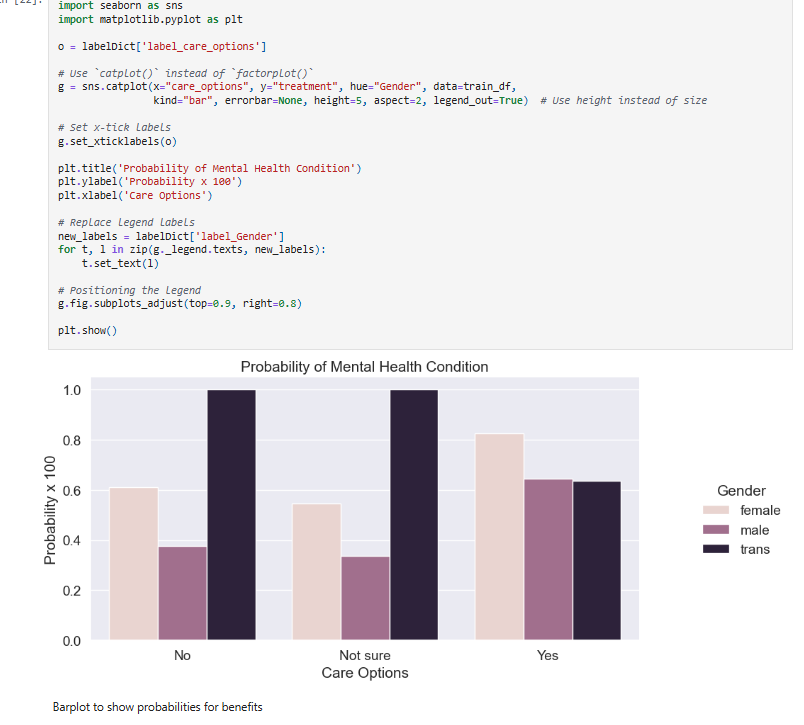 In [22]:
import seaborn as sns
import matplotlib.pyplot as plt
o = labelDict['label_care_options']
# Use `catplot()` instead of `factorplot()`
g = sns.catplot(x="care_options", y="treatment", hue="Gender", data=train_df,
kind="bar", errorbar=None, height=5, aspect=2, legend_out=True)  # Use height instead of size
# Set x-tick labels
g.set_xticklabels(o)
plt.title('Probability of Mental Health Condition')
plt.ylabel('Probability x 100')
plt.xlabel('Care Options')
# Replace legend labels
new_labels = labelDict['label_Gender']
for t, l in zip(g._legend.texts, new_labels):
t.set_text(l)
# Positioning the legend
g.fig.subplots_adjust(top=0.9, right=0.8)
plt.show()
Probability of Mental Health Condition
1.0
0.8
0.6
0.4
0.2
0.0
Probability x 100
No
Not sure
Yes
Care Options
Gender
female
male
trans
Barplot to show probabilities for benefits